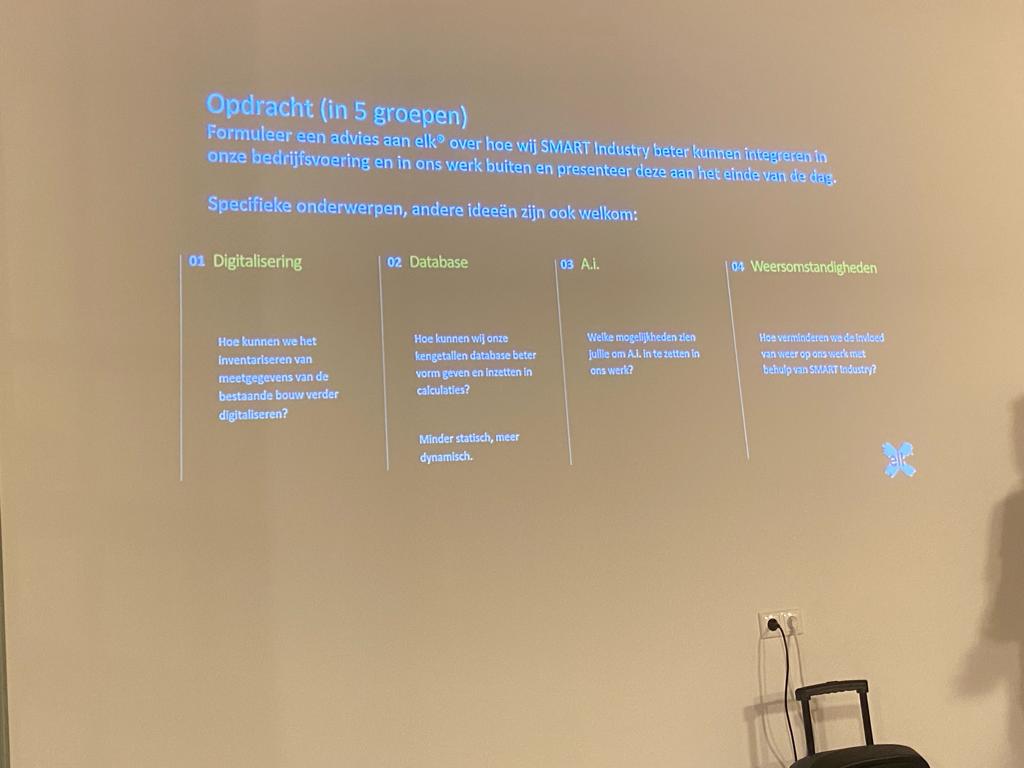 Opdracht (in 5 groepen)
Formuleer een advies aan elk® over hoe wij SMART Industry beter kunnen integreren in
onze bedrijfsvoering en in ons werk buiten en presenteer deze aan het einde van de dag.
Specifieke onderwerpen, andere ideeën zijn ook welkom:
01 Digitalisering
Hoe kunnen we het
inventariseren van
meetgegevens van de
bestaande bouw verder
digitaliseren?
02 Database
Hoe kunnen wij onze
kengetallen database beter
vorm geven en inzetten in
calculaties?
Minder statisch, meer
dynamisch.
03 A.i.
Welke mogelijkheden zien
jullie om A.i. in te zetten in
ons werk?
04 Weersomstandigheden
Hoe verminderen we de invloed
van weer op ons werk met
behulp van SMART Industry?
elk